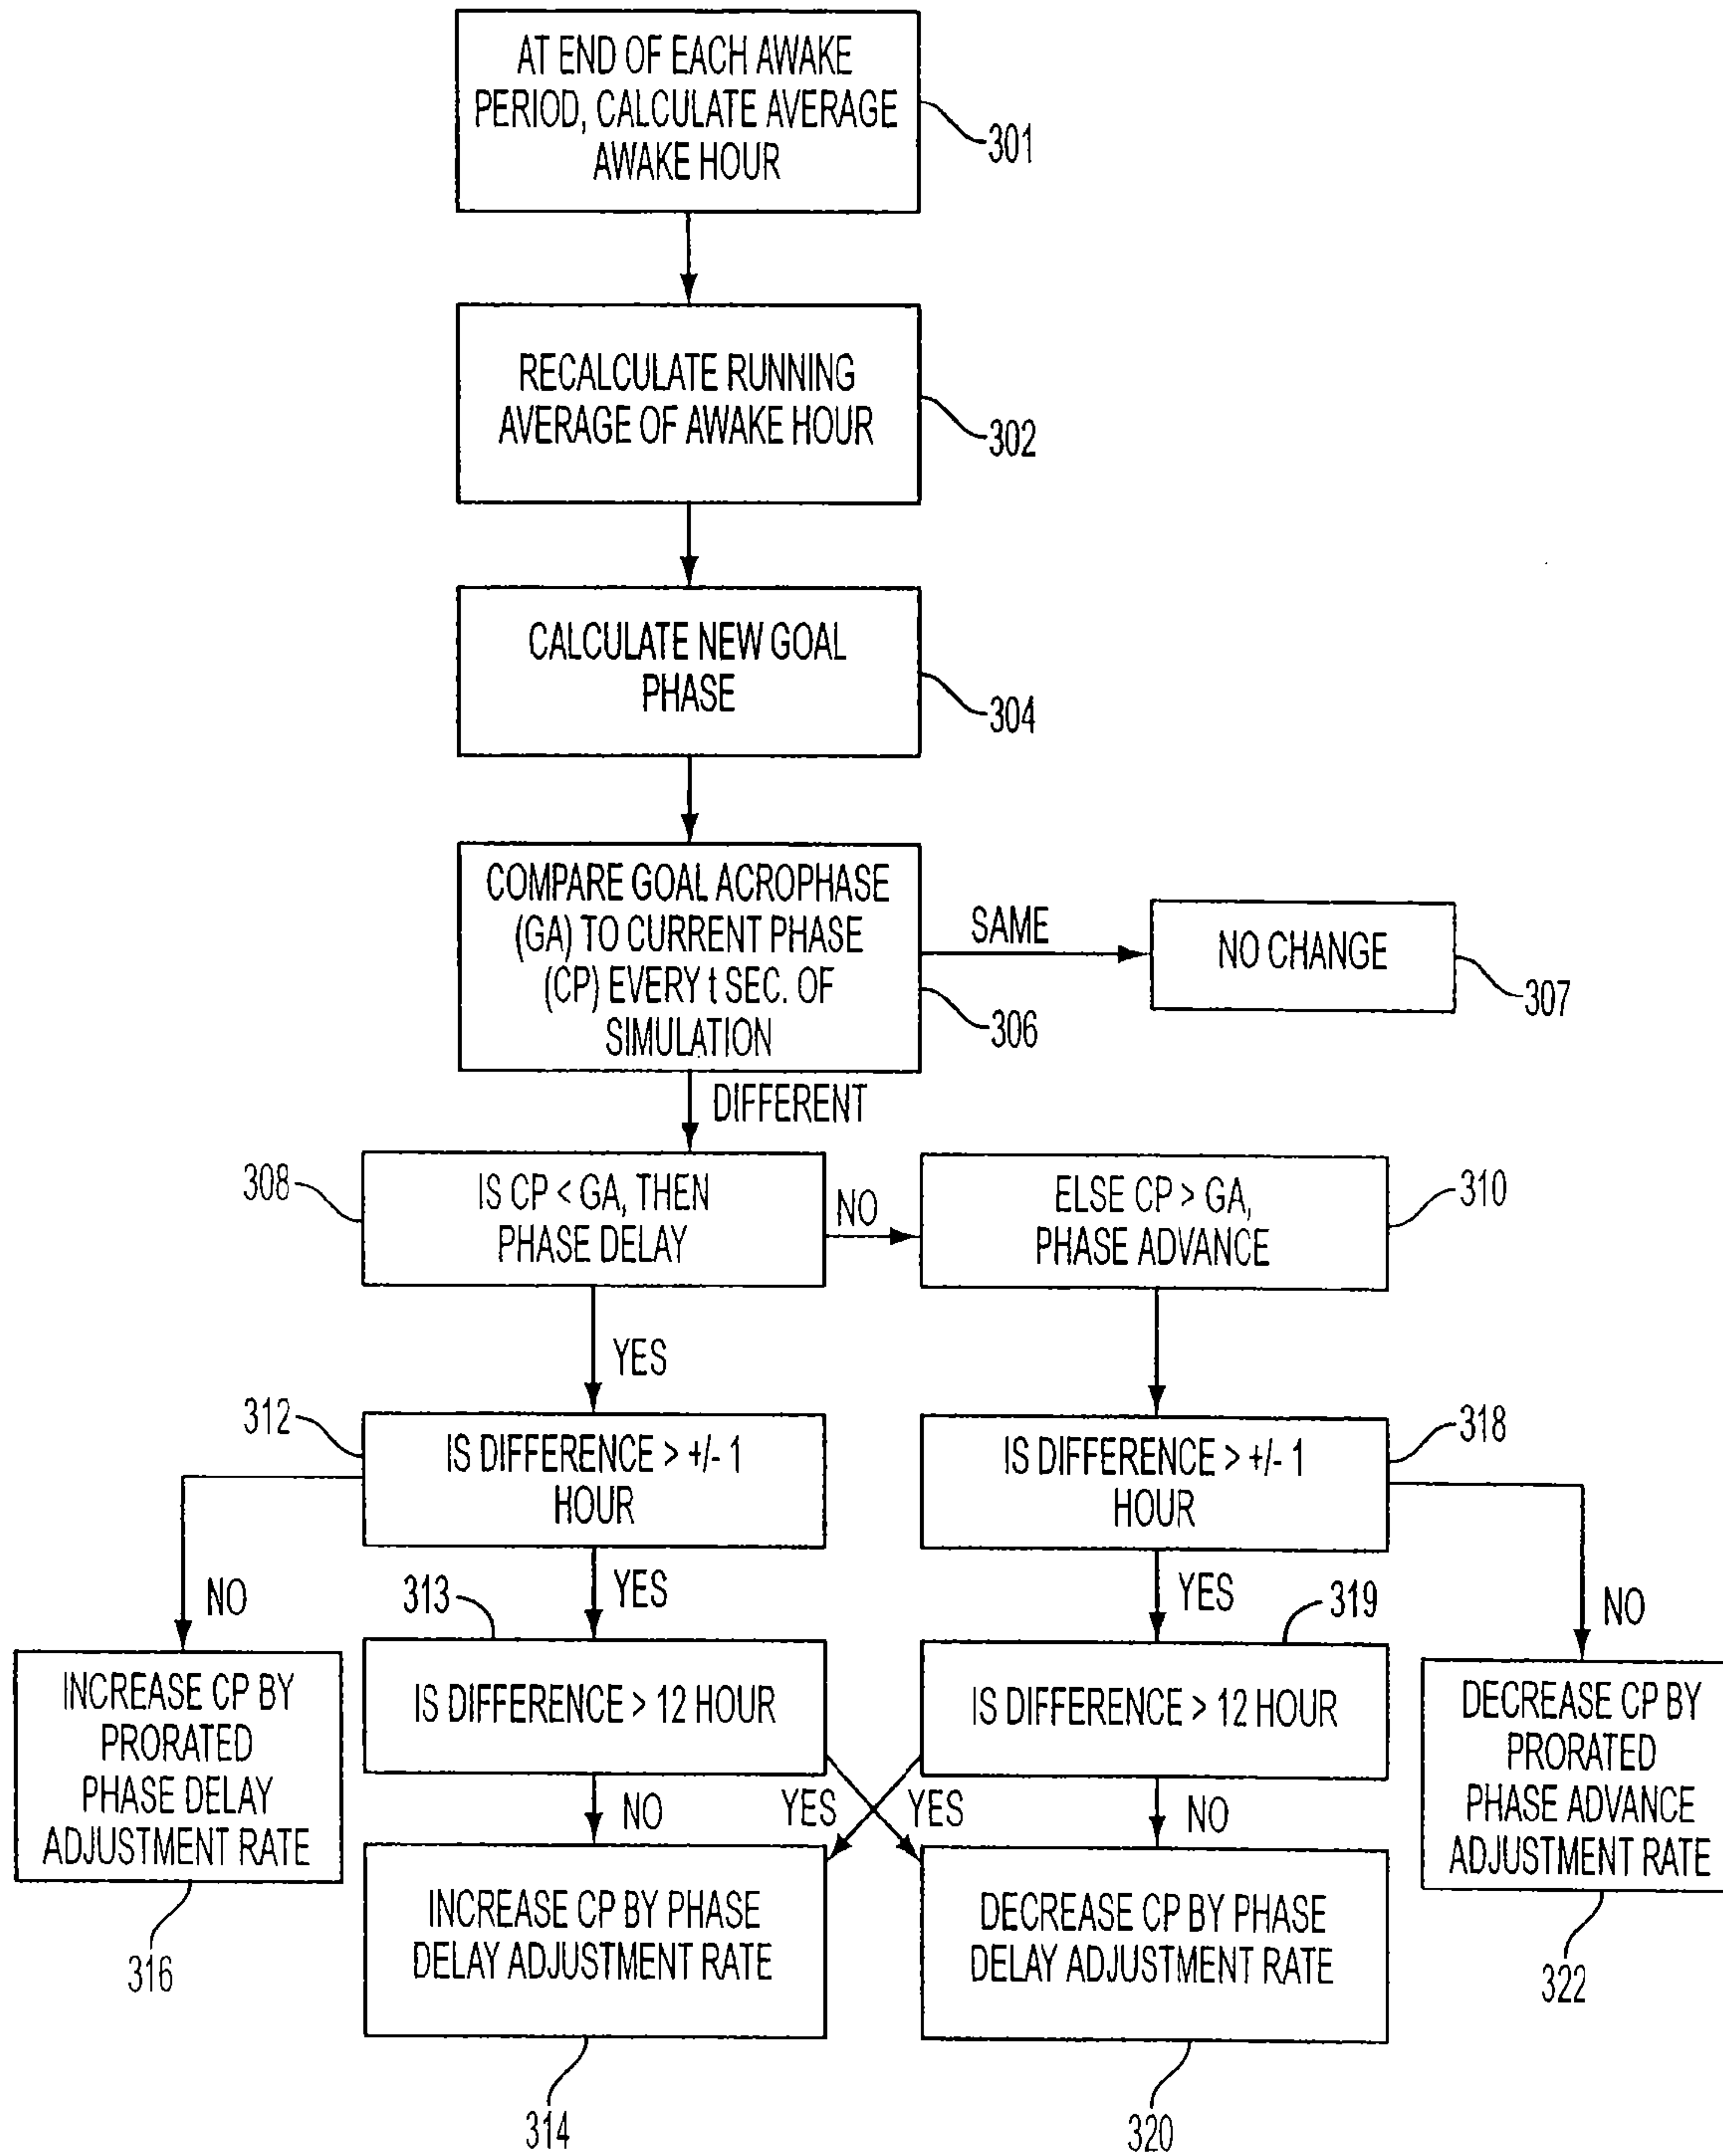 AT END OF EACH AWAKE
PERIOD, CALCULATE AVERAGE
AWAKE HOUR
301
RECALCULATE RUNNING
AVERAGE OF AWAKE HOUR
302
CALCULATE NEW GOAL
PHASE
304
COMPARE GOAL ACROPHASE
(GA) TO CURRENT PHASE
(CP) EVERY t SEC. OF
SIMULATION
306
SAME
NO CHANGE
307
DIFFERENT
308
IS CP < GA, THEN
PHASE DELAY
NO
ELSE CP > GA,
PHASE ADVANCE
310
YES
312
IS DIFFERENCE > +/- 1
HOUR
IS DIFFERENCE > +/- 1
HOUR
318
NO
313
YES
YES
319
NO
INCREASE CP BY
PRORATED
PHASE DELAY
ADJUSTMENT RATE
316
IS DIFFERENCE > 12 HOUR
IS DIFFERENCE > 12 HOUR
DECREASE CP BY
PRORATED
PHASE ADVANCE
ADJUSTMENT RATE
322
NO
YES
YES
NO
INCREASE CP BY PHASE
DELAY ADJUSTMENT RATE
314
DECREASE CP BY PHASE
DELAY ADJUSTMENT RATE
320